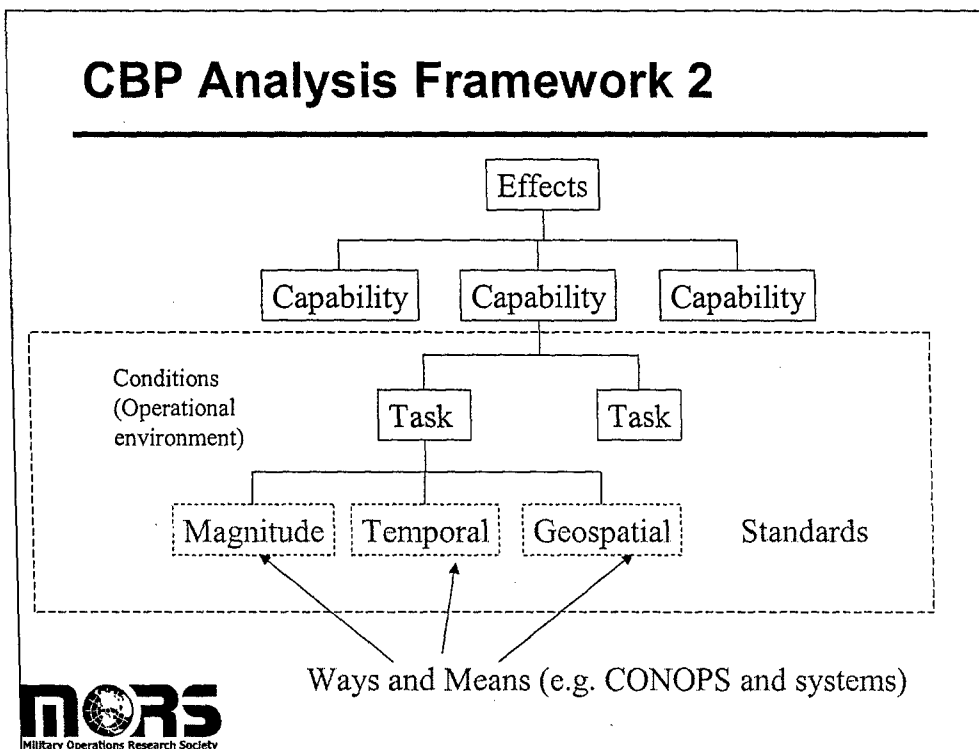 CBP Analysis Framework 2
Effects
Capability Capability Capability
Conditions
(Operational
environment)
Task Task
Magnitude Temporal Geospatial Standards
Ways and Means (e.g. CONOPS and systems)
MORS
Military Operations Research Society